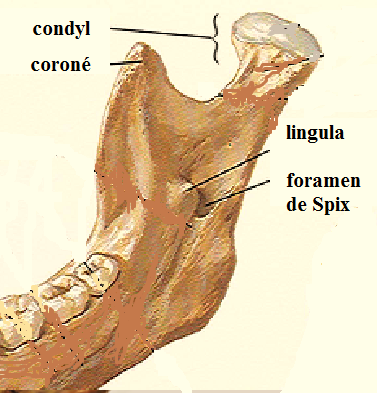 condyl
coroné
lingula
foramen
de Spix